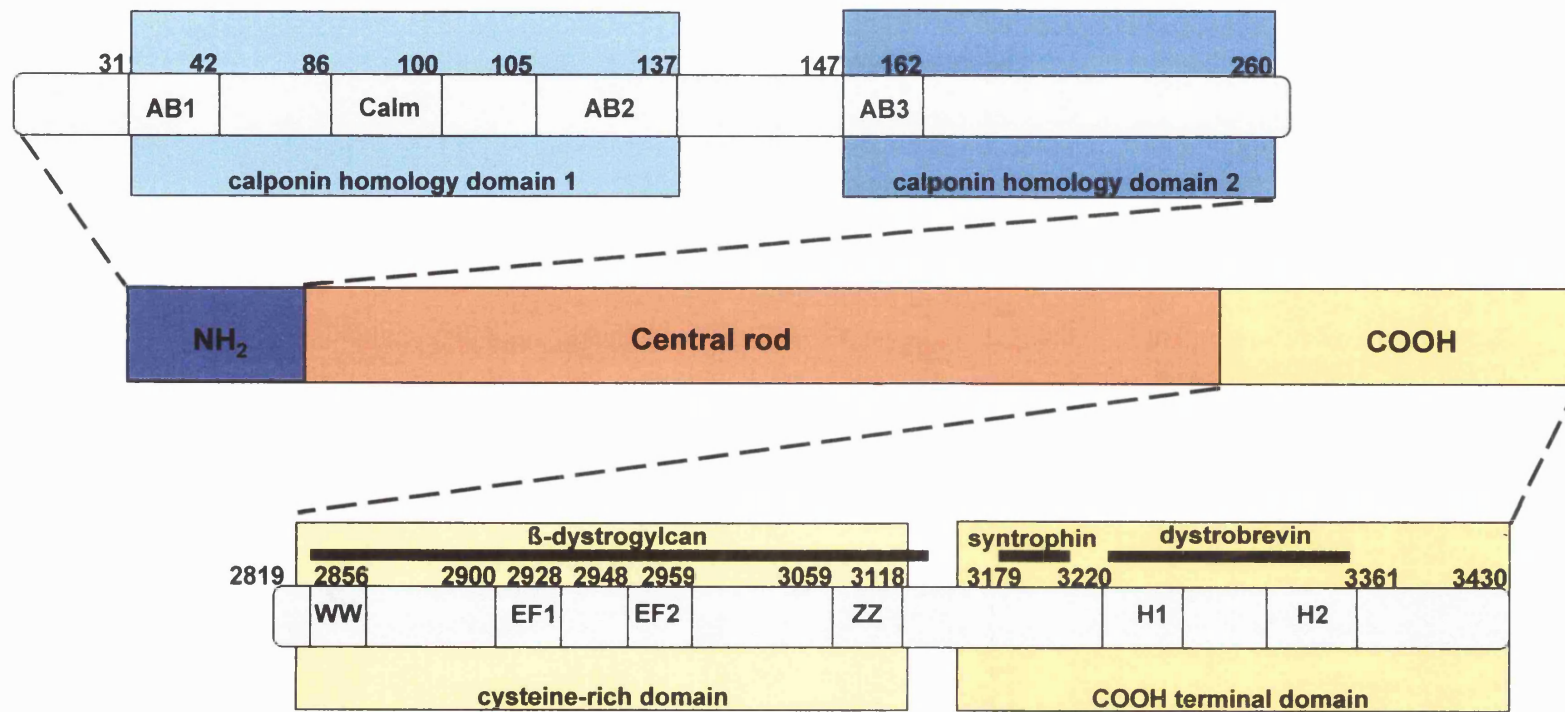 31 42 86 100 105 137 147 162 260
AB1 Calm AB2 AB3
calponin homology domain 1 calponin homology domain 2
NH₂ Central rod COOH
ß-dystrogylcan syntrophin dystrobrevin
2819 2856 2900 2928 2948 2959 3059 3118 3179 3220 3361 3430
WW EF1 EF2 ZZ H1 H2
cysteine-rich domain COOH terminal domain